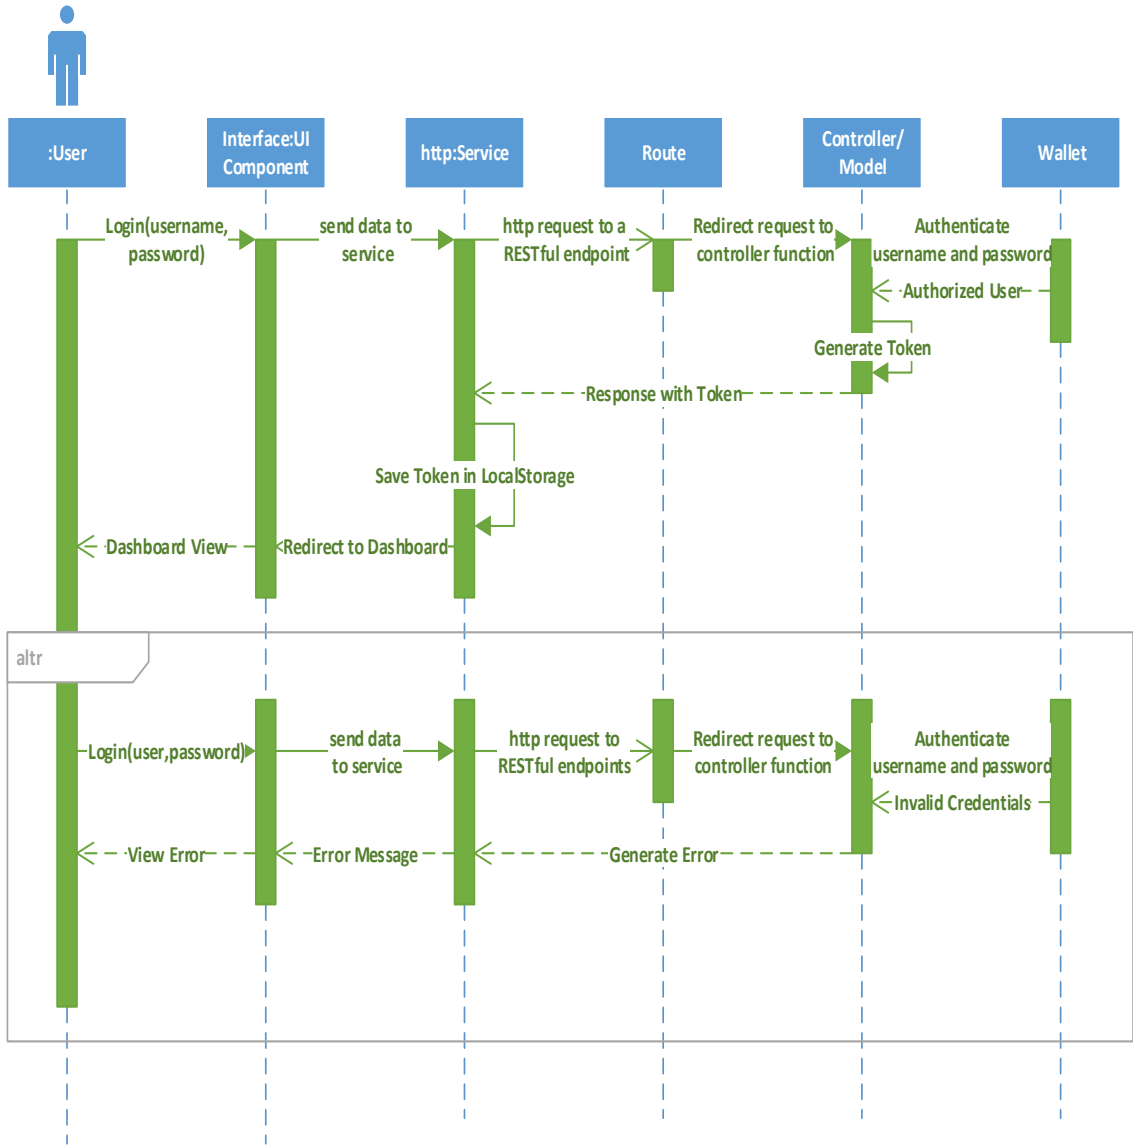 :User
Interface:UI
Component
http:Service
Route
Controller/
Model
Wallet
Login(username,
password)
send data to
service
http request to a
RESTful endpoint
Redirect request to
controller function
Authenticate
username and password
Authorized User
Generate Token
Response with Token
Save Token in LocalStorage
Dashboard View
Redirect to Dashboard
altr
Login(user,password)
send data
to service
http request to
RESTful endpoints
Redirect request to
controller function
Authenticate
username and password
Invalid Credentials
View Error
Error Message
Generate Error